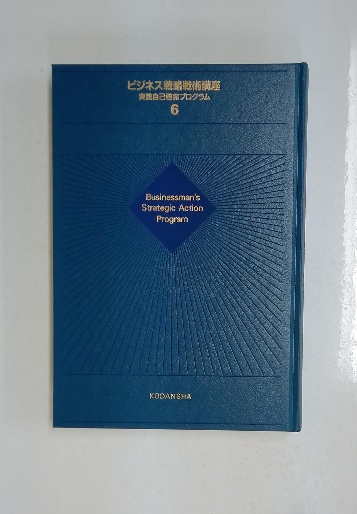 ビジネス戦略戦術講座
実践自己啓発プログラム
6
Businessman's
Strategic Action
Program
KODANSHA